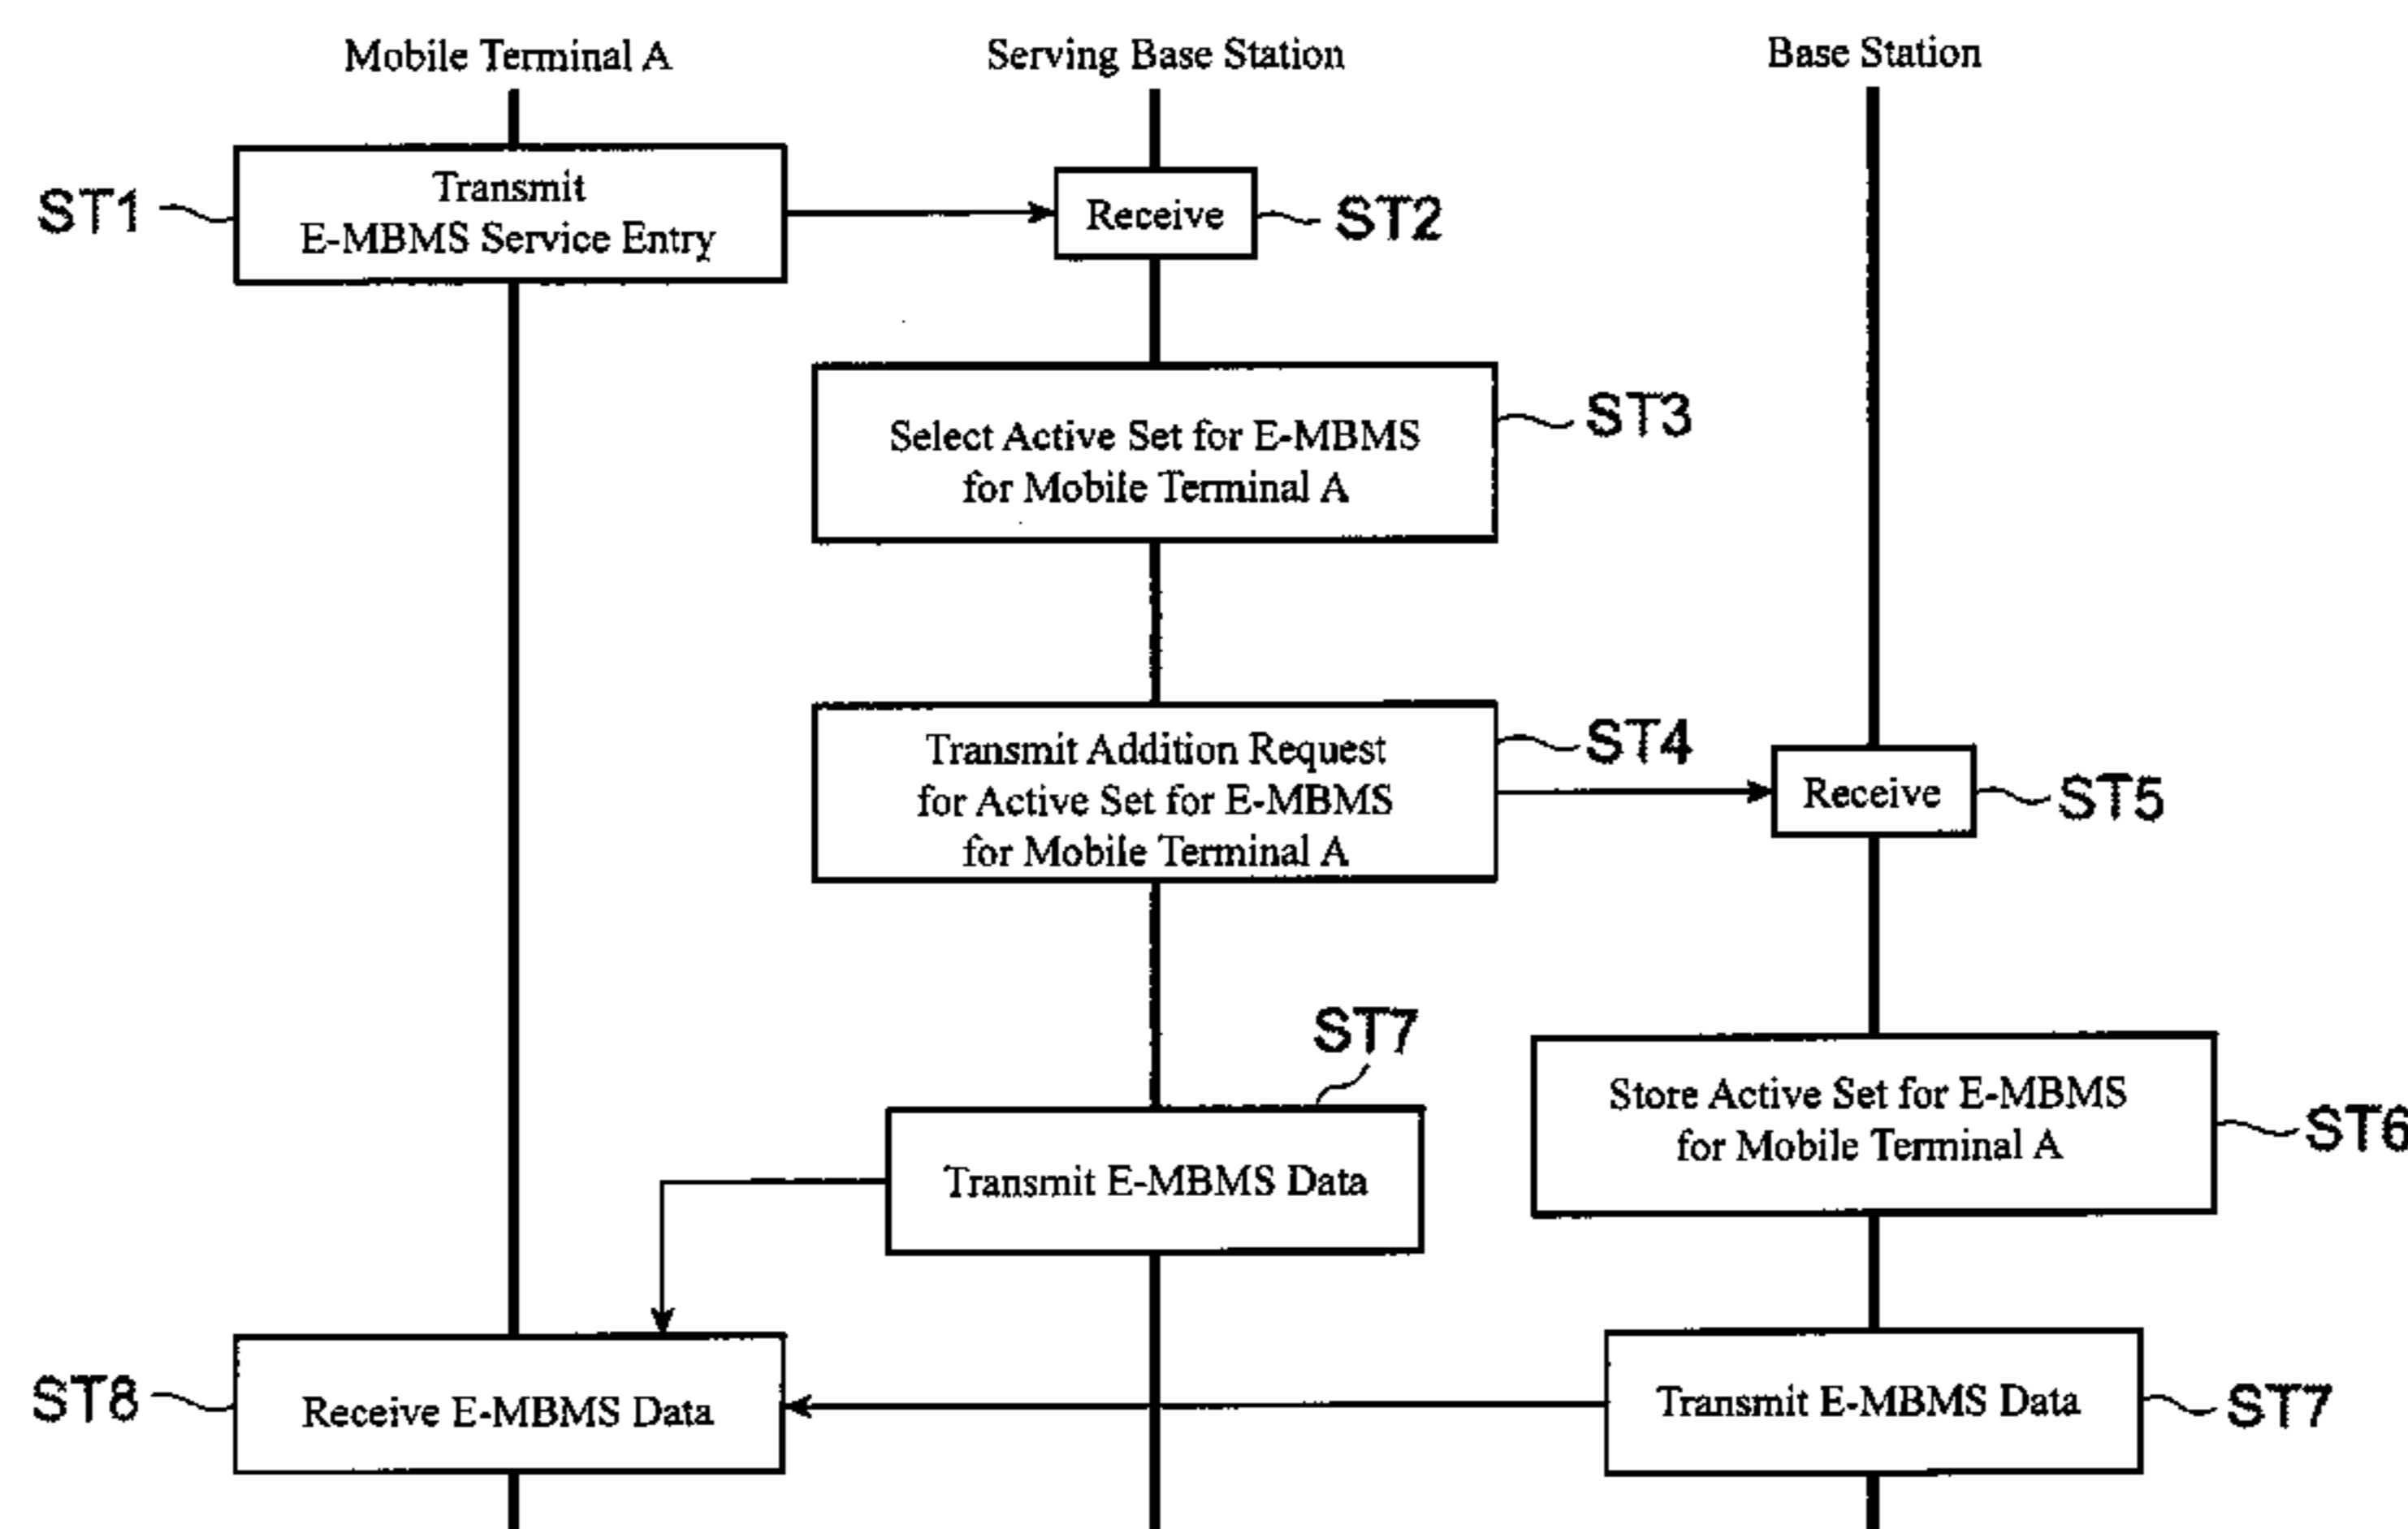 Mobile Terminal A
Serving Base Station
Base Station
ST1
Transmit
E-MBMS Service Entry
Receive
ST2
Select Active Set for E-MBMS
for Mobile Terminal A
ST3
Transmit Addition Request
for Active Set for E-MBMS
for Mobile Terminal A
ST4
Receive
ST5
ST7
Transmit E-MBMS Data
Store Active Set for E-MBMS
for Mobile Terminal A
ST6
ST8
Receive E-MBMS Data
Transmit E-MBMS Data
ST7